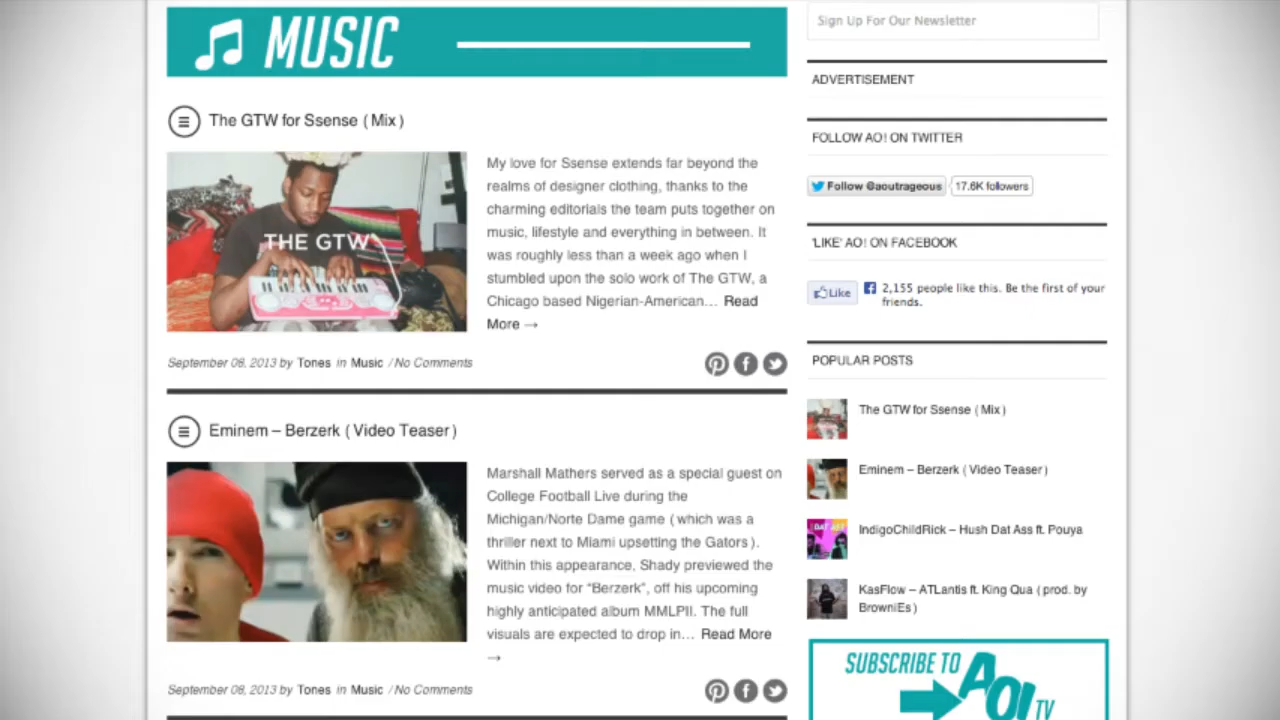 MUSIC
The GTW for Ssense ( Mix )
THE GTW
My love for Ssense extends far beyond the
realms of designer clothing, thanks to the
charming editorials the team puts together on
music, lifestyle and everything in between. It
was roughly less than a week ago when I
stumbled upon the solo work of The GTW, a
Chicago based Nigerian-American… Read
More →
September 08, 2013 by Tones in Music / No Comments
Eminem – Berzerk ( Video Teaser )
Marshall Mathers served as a special guest on
College Football Live during the
Michigan/Norte Dame game ( which was a
thriller next to Miami upsetting the Gators ).
Within this appearance, Shady previewed the
music video for “Berzerk”, off his upcoming
highly anticipated album MMLPII. The full
visuals are expected to drop in… Read More
→
September 08, 2013 by Tones in Music / No Comments
Sign Up For Our Newsletter
ADVERTISEMENT
FOLLOW AO! ON TWITTER
Follow @aoutrageous 17.6K followers
'LIKE' AO! ON FACEBOOK
Like 2,155 people like this. Be the first of your
friends.
POPULAR POSTS
The GTW for Ssense ( Mix )
Eminem – Berzerk ( Video Teaser )
IndigoChildRick – Hush Dat Ass ft. Pouya
KasFlow – ATLantis ft. King Qua ( prod. by
BrowniEs )
SUBSCRIBE TO
AO! TV